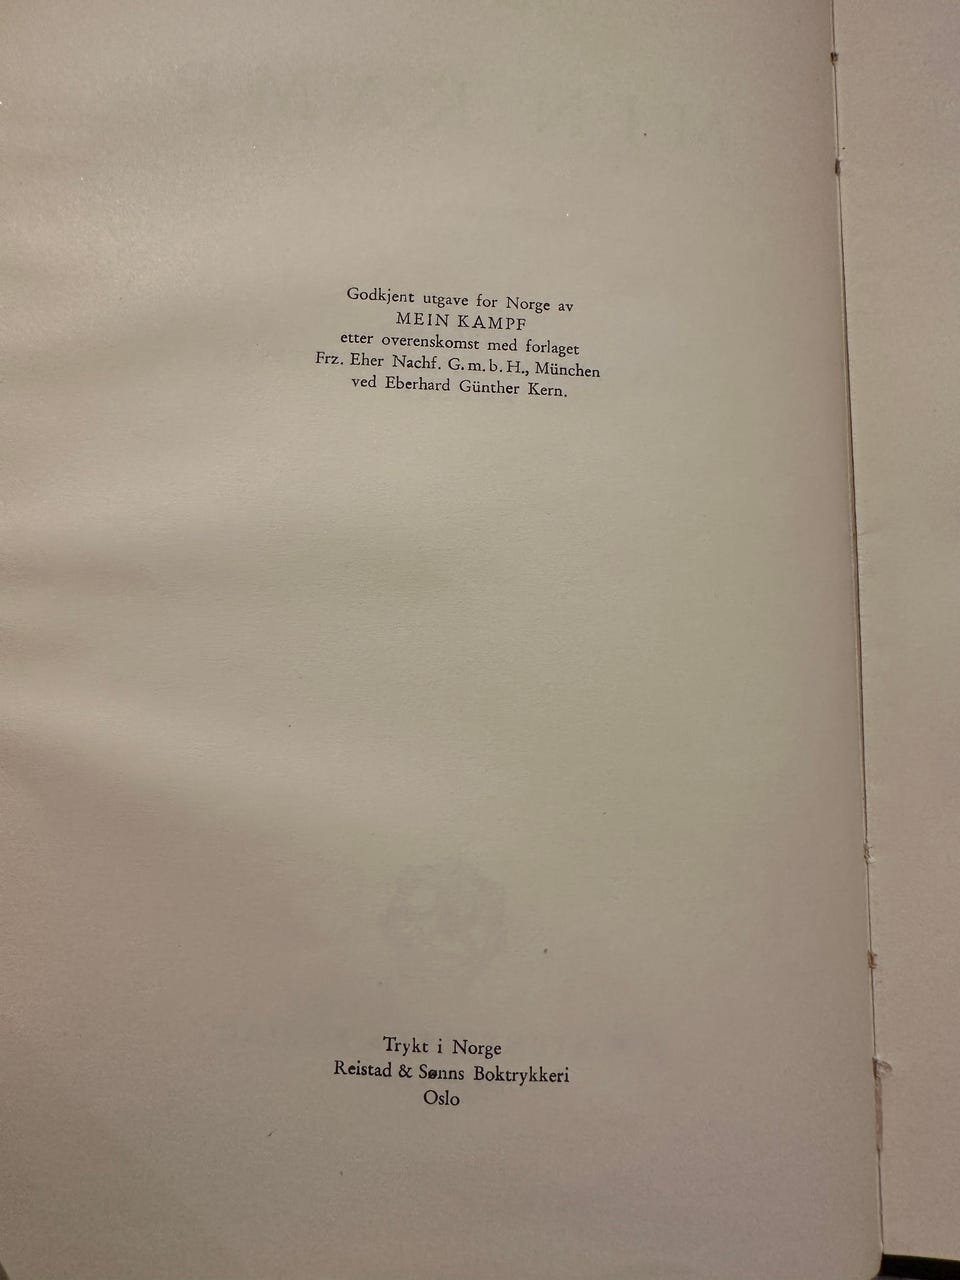 Godkjent utgave for Norge av
MEIN KAMPF
etter overenskomst med forlaget
Frz. Eher Nachf. G. m. b. H., München
ved Eberhard Günther Kern.
Trykt i Norge
Reistad & Sønns Boktrykkeri
Oslo